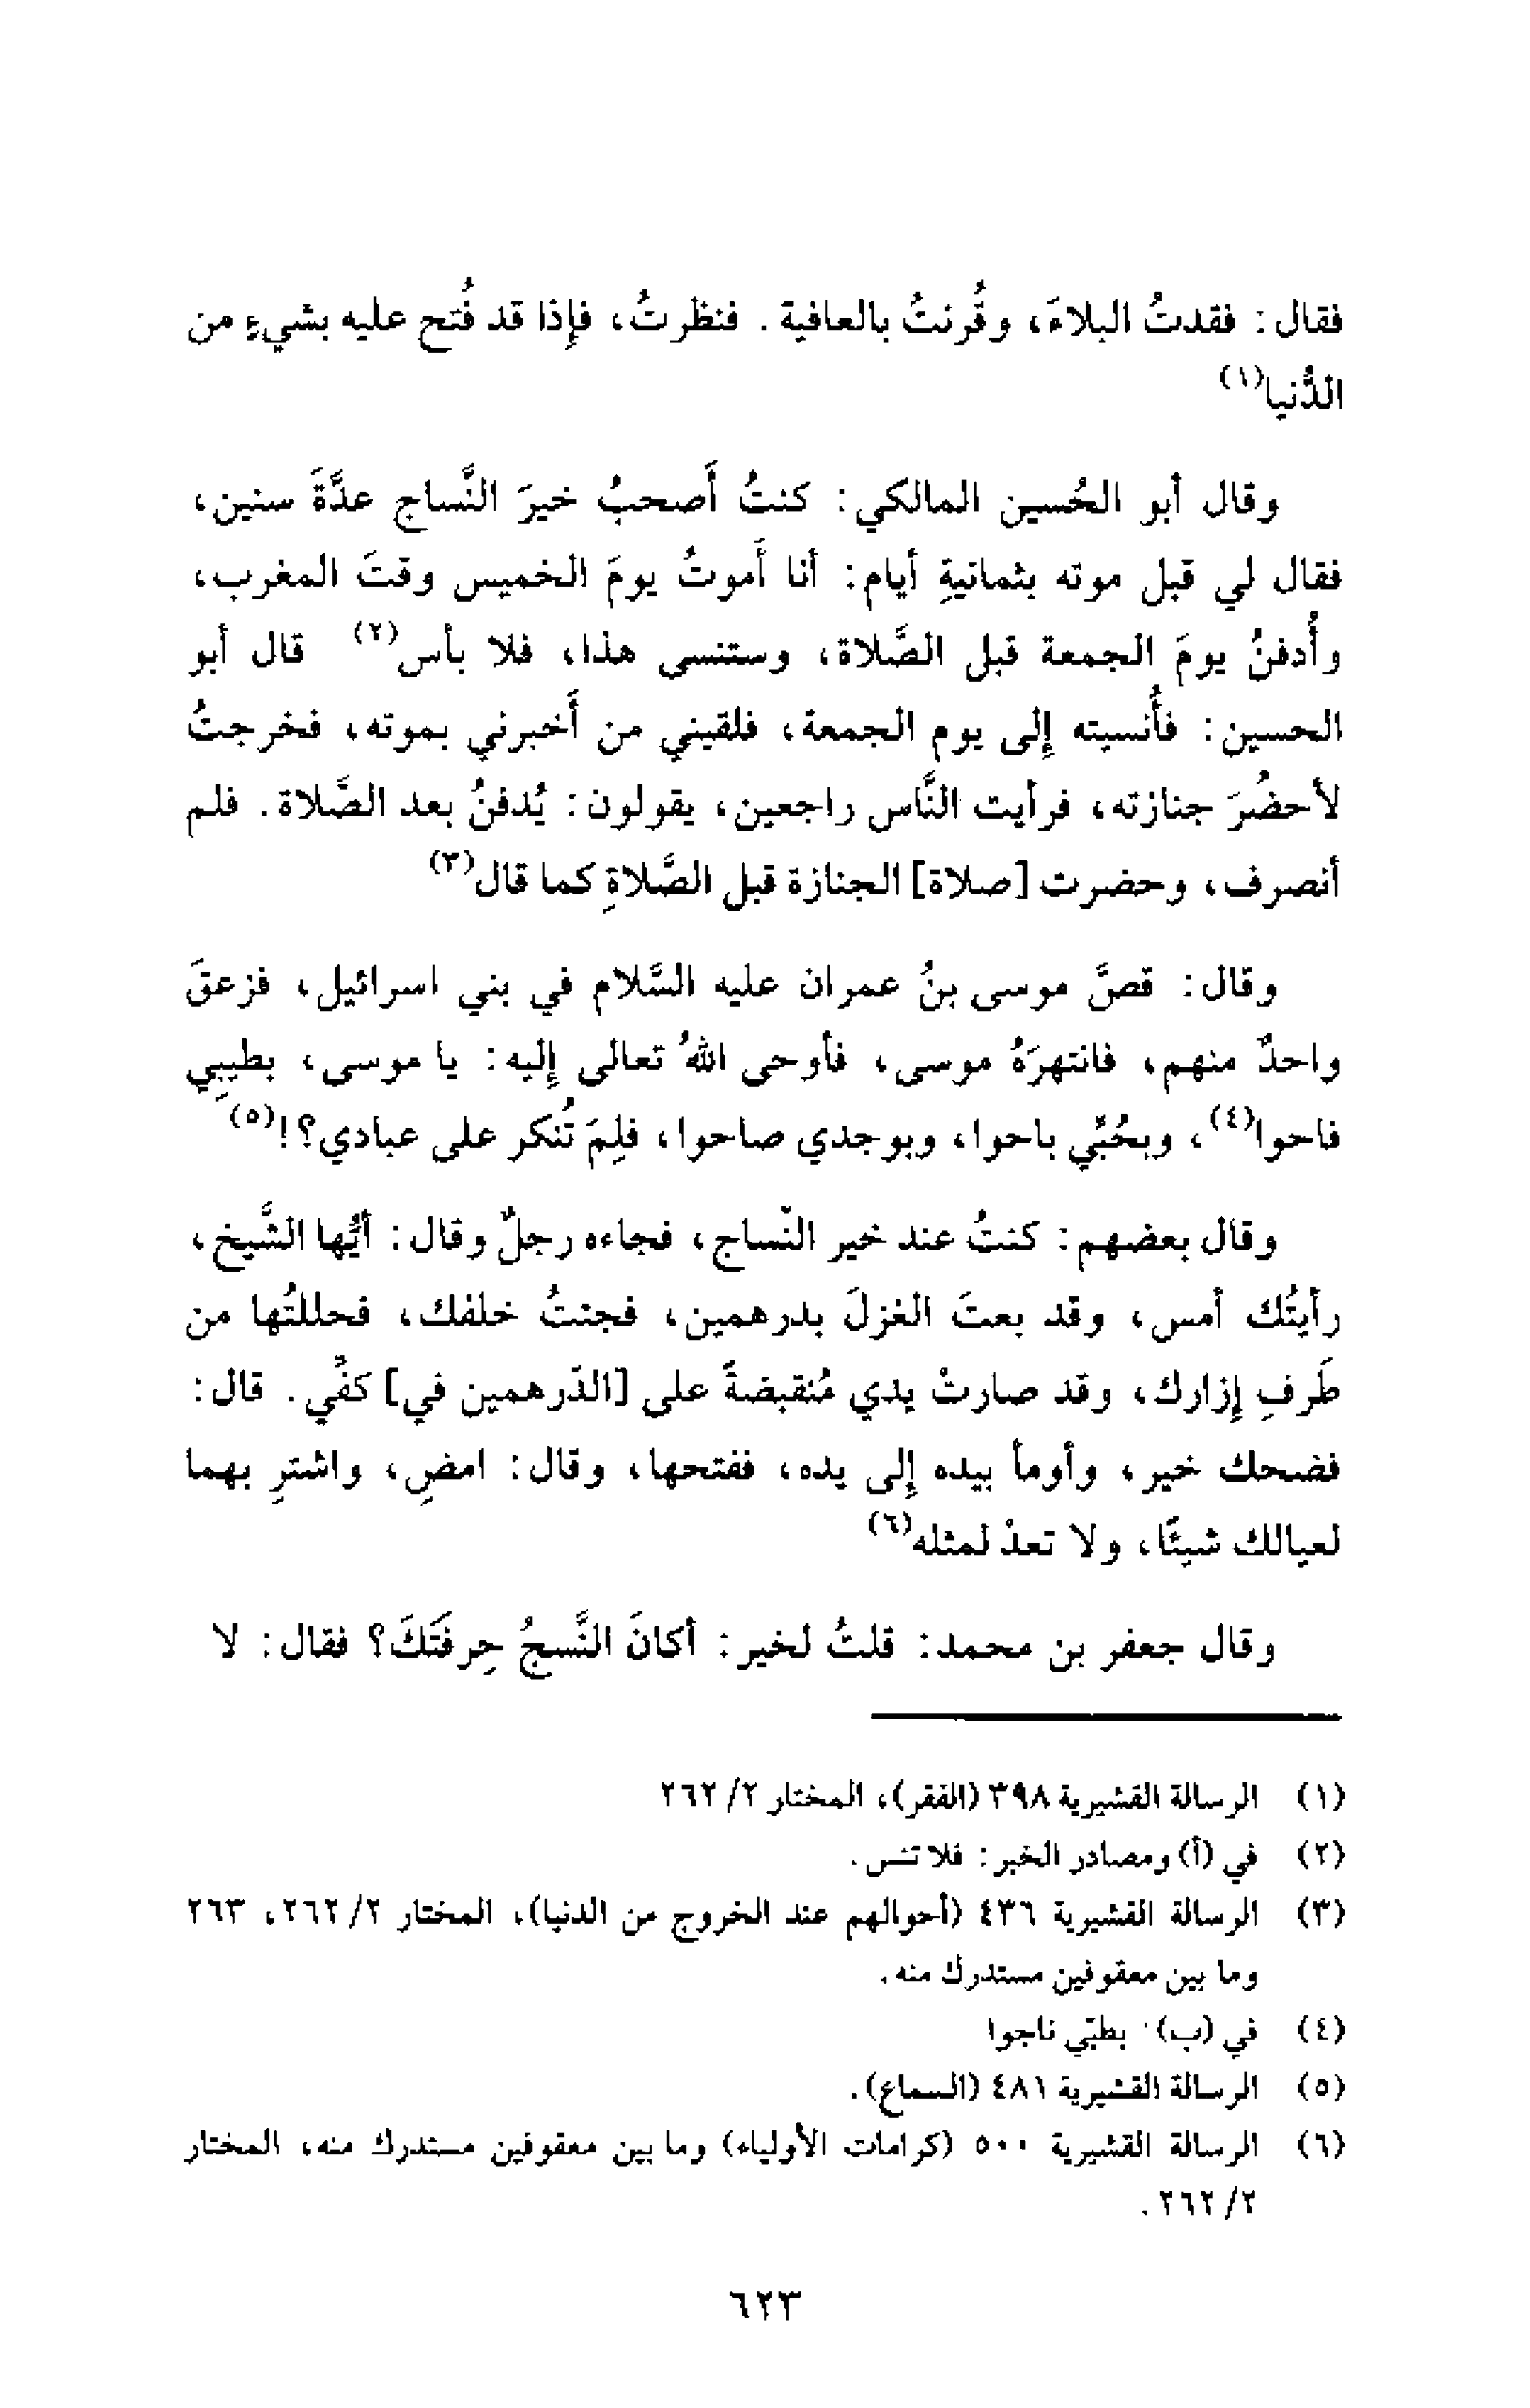 فقال: فقدتُ البلاءَ، وقُرنتُ بالعافية. فنظرتُ، فإذا قد فُتح عليه بشيءٍ من
الدُّنيا(١)
وقال أبو الحُسين المالكي: كنتُ أَصحبُ خيرَ النَّساج عدَّةَ سنين،
فقال لي قبل موته بثمانيةِ أيام: أنا أَموتُ يومَ الخميس وقتَ المغرب،
وأُدفنُ يومَ الجمعة قبل الصَّلاة، وستنسى هذا، فلا بأس(٢) قال أبو
الحسين: فأُنسيته إلى يوم الجمعة، فلقيني من أَخبرني بموته، فخرجتُ
لأحضُرَ جنازته، فرأيت النَّاس راجعين، يقولون: يُدفنُ بعد الصَّلاة. فلم
أنصرف، وحضرت [صلاة] الجنازة قبل الصَّلاةِ كما قال(٣)
وقال: قصَّ موسى بنُ عمران عليه السَّلام في بني اسرائيل، فزعقَ
واحدٌ منهم، فانتهرَهُ موسى، فأوحى اللهُ تعالى إليه: يا موسى، بطيبِي
فاحوا(٤)، وبحُبِّي باحوا، وبوجدي صاحوا، فلِمَ تُنكر على عبادي؟!(٥)
وقال بعضهم: كنتُ عند خير النّساج، فجاءه رجلٌ وقال: أيُّها الشَّيخ،
رأيتُك أمس، وقد بعتَ الغزلَ بدرهمين، فجئتُ خلفك، فحللتُها من
طَرفِ إزارك، وقد صارتْ يدي مُنقبضةً على [الدّرهمين في] كفِّي. قال:
فضحك خير، وأومأ بيده إلى يده، ففتحها، وقال: امضِ، واشترِ بهما
لعيالك شيئًا، ولا تعدْ لمثله(٦)
وقال جعفر بن محمد: قلتُ لخير: أكانَ النَّسجُ حِرفَتَكَ؟ فقال: لا
(١) الرسالة القشيرية ٣٩٨ (الفقر)، المختار ٢/ ٢٦٢
(٢) في (أ) ومصادر الخبر: فلا تنس.
(٣) الرسالة القشيرية ٤٣٦ (أحوالهم عند الخروج من الدنيا)، المختار ٢/ ٢٦٢، ٢٦٣
وما بين معقوفين مستدرك منه.
(٤) في (ب)· بطبّي ناجوا
(٥) الرسالة القشيرية ٤٨١ (السماع).
(٦) الرسالة القشيرية ٥٠٠ (كرامات الأولياء) وما بين معقوفين مستدرك منه، المختار
٢/ ٢٦٢.
٦٢٣